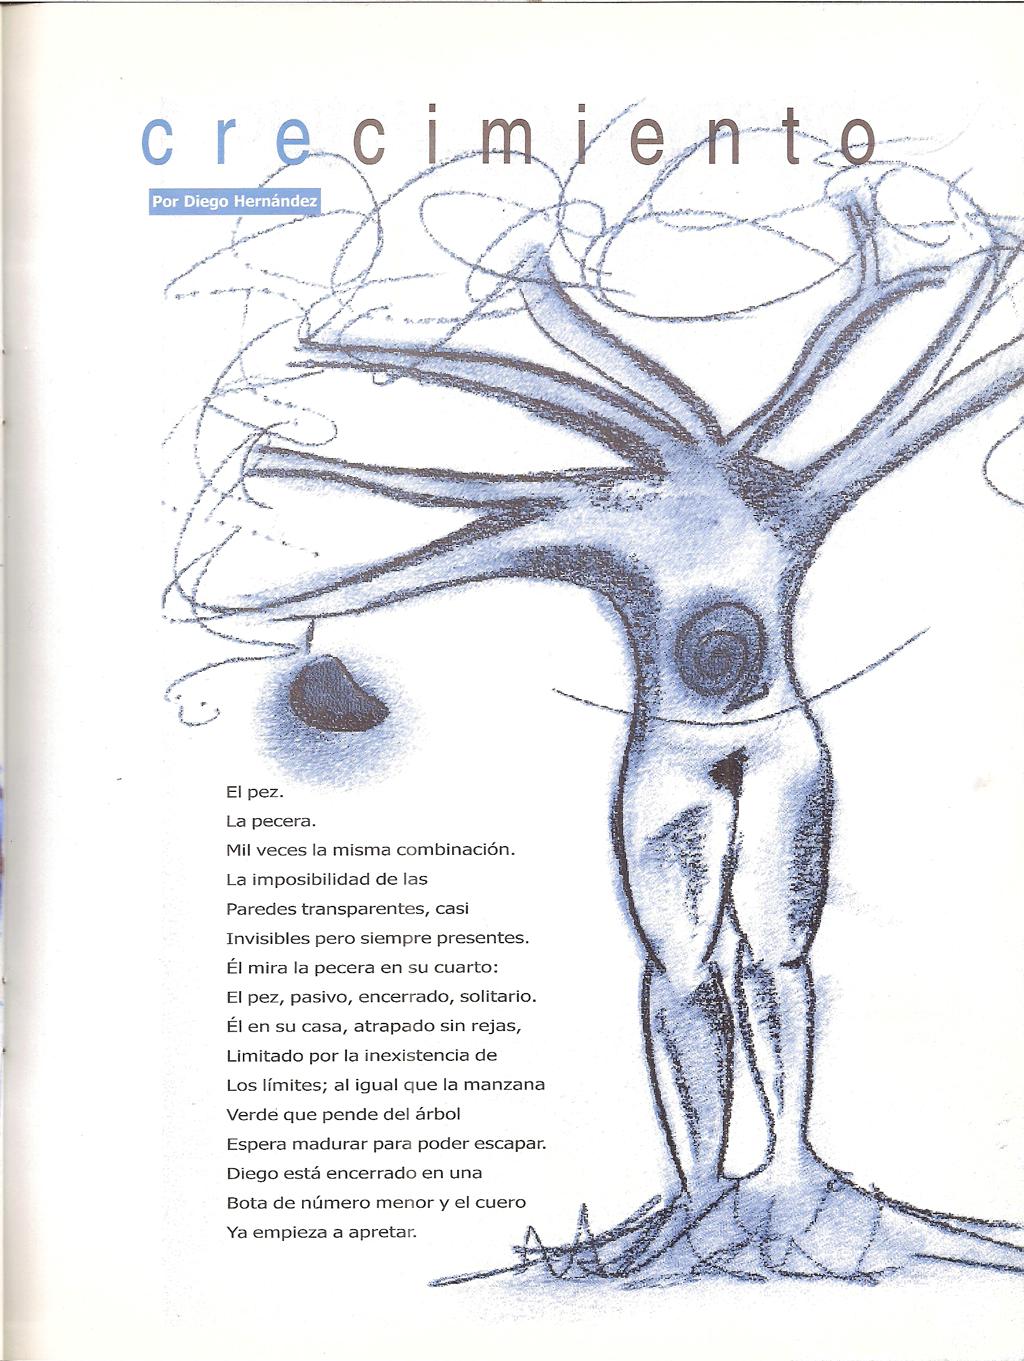 crecimiento
Por Diego Hernández
El pez.
La pecera.
Mil veces la misma combinación.
La imposibilidad de las
Paredes transparentes, casi
Invisibles pero siempre presentes.
Él mira la pecera en su cuarto:
El pez, pasivo, encerrado, solitario.
Él en su casa, atrapado sin rejas,
Limitado por la inexistencia de
Los límites; al igual que la manzana
Verde que pende del árbol
Espera madurar para poder escapar.
Diego está encerrado en una
Bota de número menor y el cuero
Ya empieza a apretar.